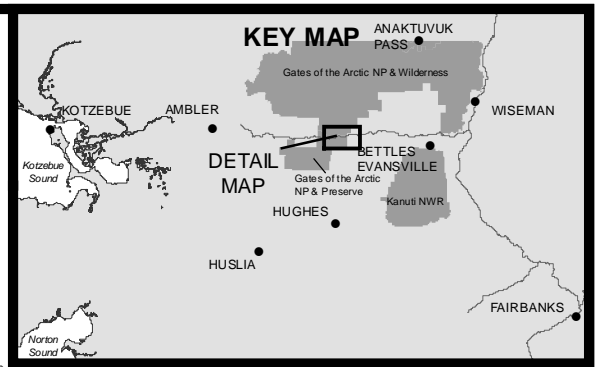 KEY MAP
ANAKTUVUK
PASS
Gates of the Arctic NP & Wilderness
KOTZEBUE
AMBLER
WISEMAN
Kotzebue
Sound
DETAIL
MAP
BETTLES
EVANSVILLE
Gates of the Arctic
NP & Preserve
Kanuti NWR
HUGHES
HUSLIA
FAIRBANKS
Norton
Sound